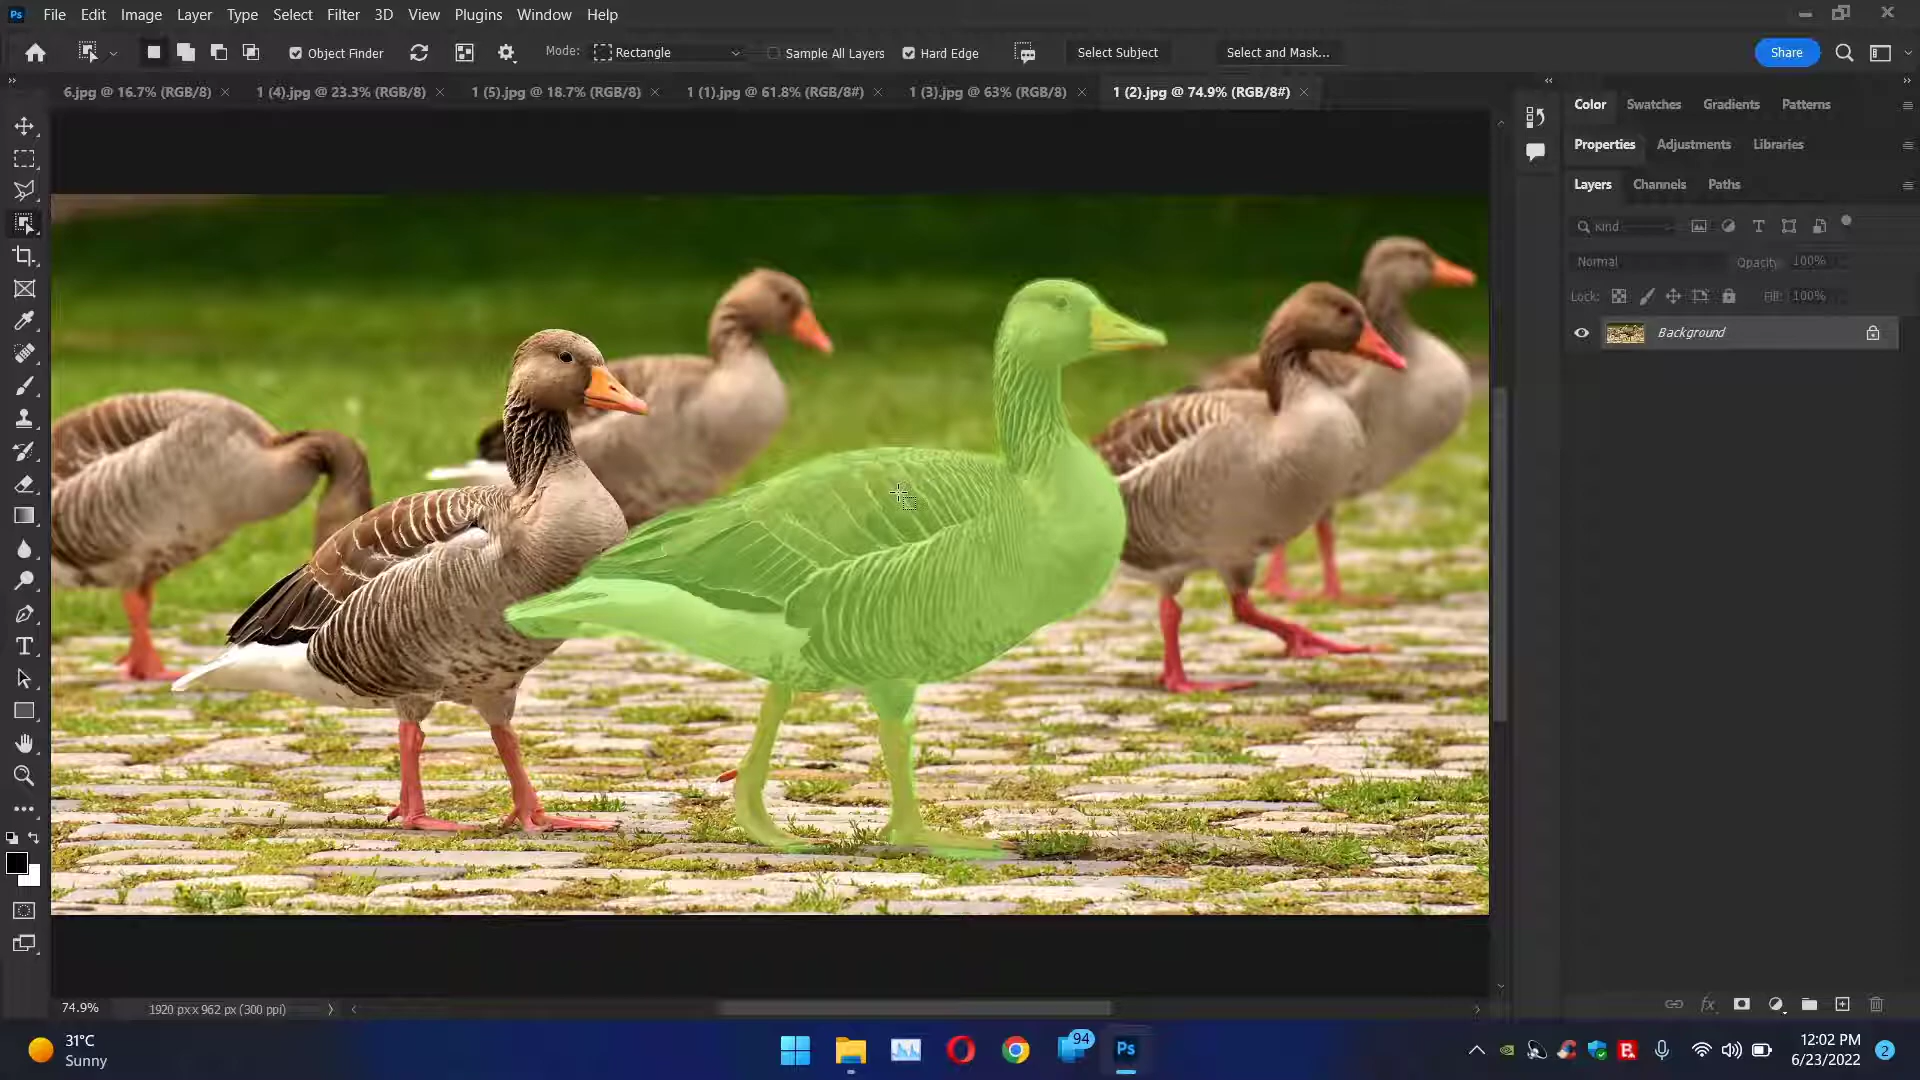 Ps File Edit Image Layer Type Select Filter 3D View Plugins Window Help
Object Finder Mode: Rectangle Sample All Layers Hard Edge Select Subject Select and Mask... Share
6.jpg @ 16.7% (RGB/8) 1 (4).jpg @ 23.3% (RGB/8) 1 (5).jpg @ 18.7% (RGB/8) 1 (1).jpg @ 61.8% (RGB/8#) 1 (3).jpg @ 63% (RGB/8) 1 (2).jpg @ 74.9% (RGB/8#)
Color Swatches Gradients Patterns
Properties Adjustments Libraries
Layers Channels Paths
Kind
Normal Opacity: 100%
Lock: Fill: 100%
Background
74.9% 1920 px x 962 px (300 ppi)
31°C
Sunny
94
Ps
12:02 PM
6/23/2022
2